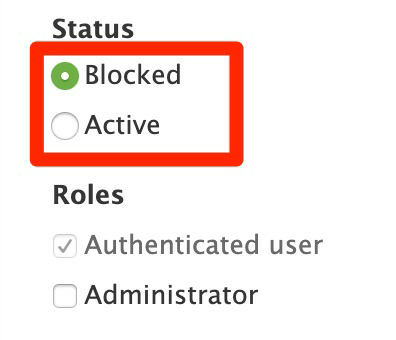 Status
Blocked
Active
Roles
Authenticated user
Administrator